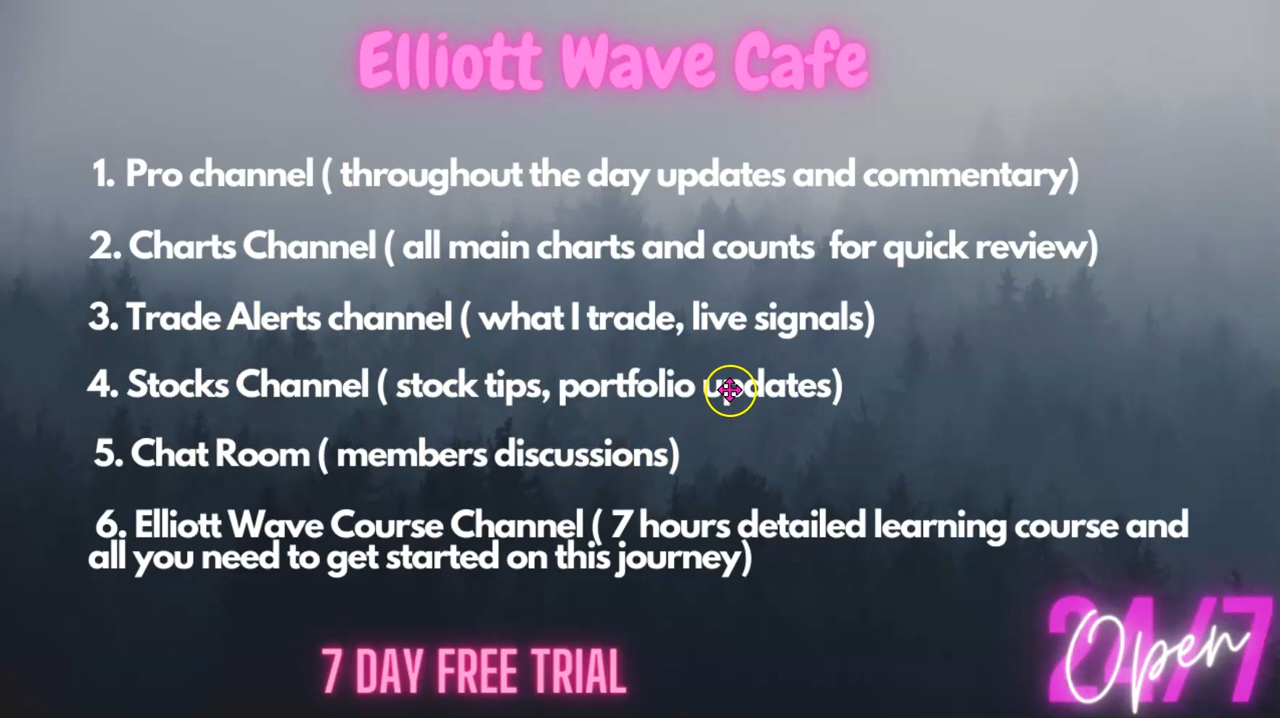 Elliott Wave Cafe
1. Pro channel ( throughout the day updates and commentary)
2. Charts Channel ( all main charts and counts for quick review)
3. Trade Alerts channel ( what I trade, live signals)
4. Stocks Channel ( stock tips, portfolio updates)
5. Chat Room ( members discussions)
6. Elliott Wave Course Channel ( 7 hours detailed learning course and
all you need to get started on this journey)
7 DAY FREE TRIAL
24/7
Open